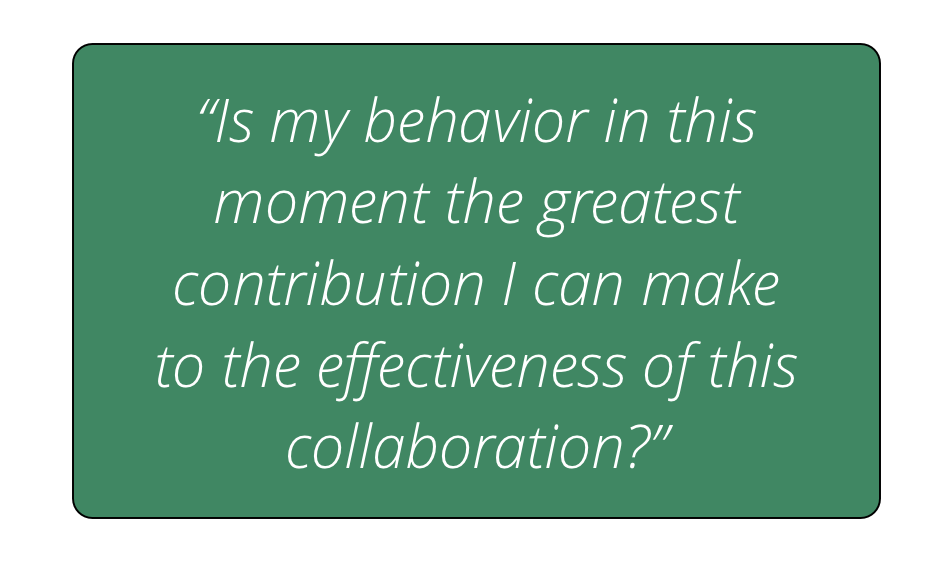 “Is my behavior in this
moment the greatest
contribution I can make
to the effectiveness of this
collaboration?”